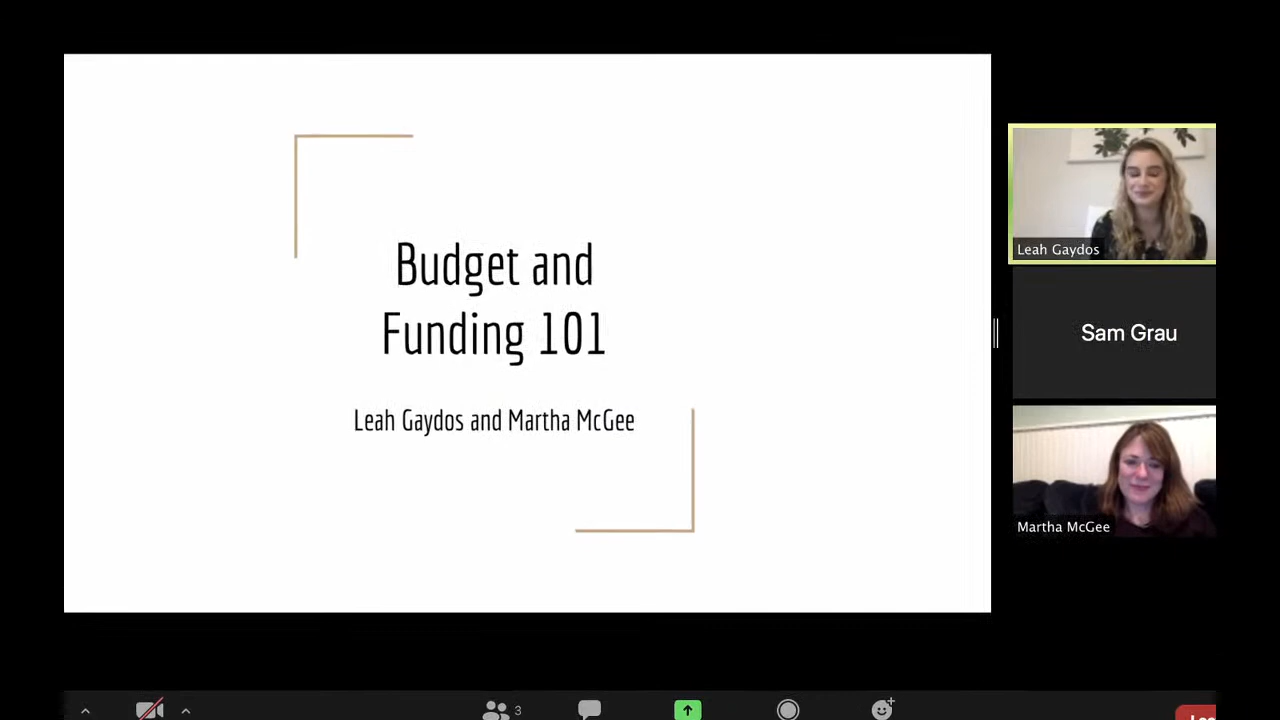 Budget and
Funding 101
Leah Gaydos and Martha McGee
Leah Gaydos
Sam Grau
Martha McGee
3